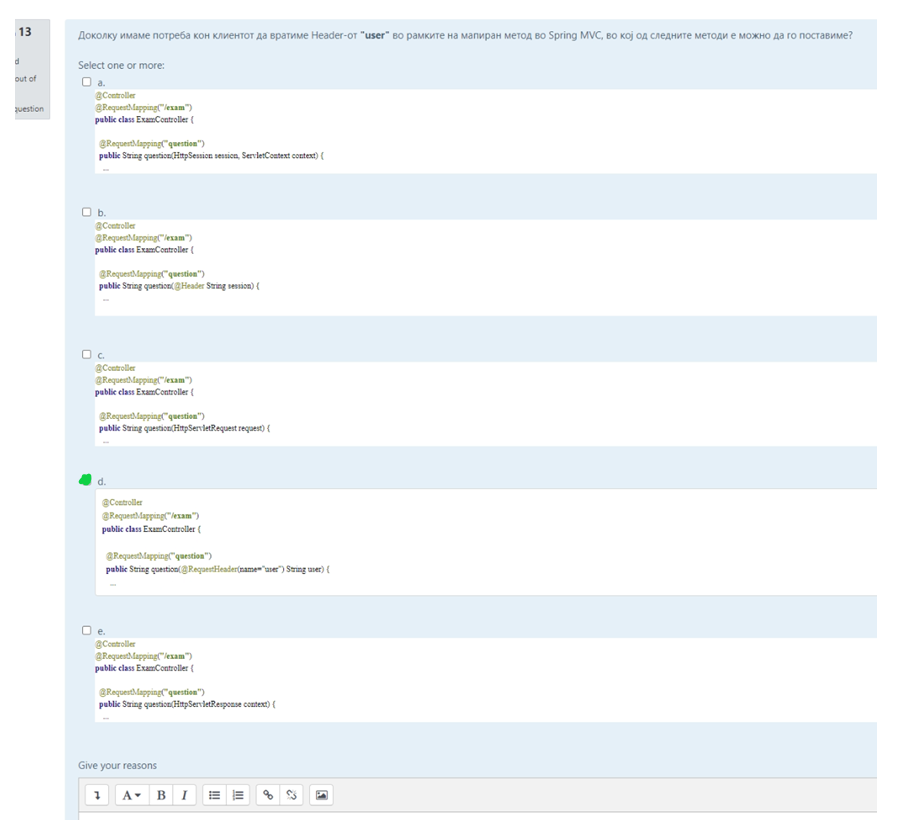 13
d
out of
question
Доколку имаме потреба кон клиентот да вратиме Header-от "user" во рамките на мапиран метод во Spring MVC, во кој од следните методи е можно да го поставиме?
Select one or more:
a.
@Controller
@RequestMapping("/exam")
public class ExamController {
@RequestMapping("question")
public String question(HttpSession session, ServletContext context) {
...
b.
@Controller
@RequestMapping("/exam")
public class ExamController {
@RequestMapping("question")
public String question(@Header String session) {
...
c.
@Controller
@RequestMapping("/exam")
public class ExamController {
@RequestMapping("question")
public String question(HttpServletRequest request) {
...
d.
@Controller
@RequestMapping("/exam")
public class ExamController {
@RequestMapping("question")
public String question(@RequestHeader(name="user") String user) {
...
e.
@Controller
@RequestMapping("/exam")
public class ExamController {
@RequestMapping("question")
public String question(HttpServletResponse context) {
...
Give your reasons
A B I